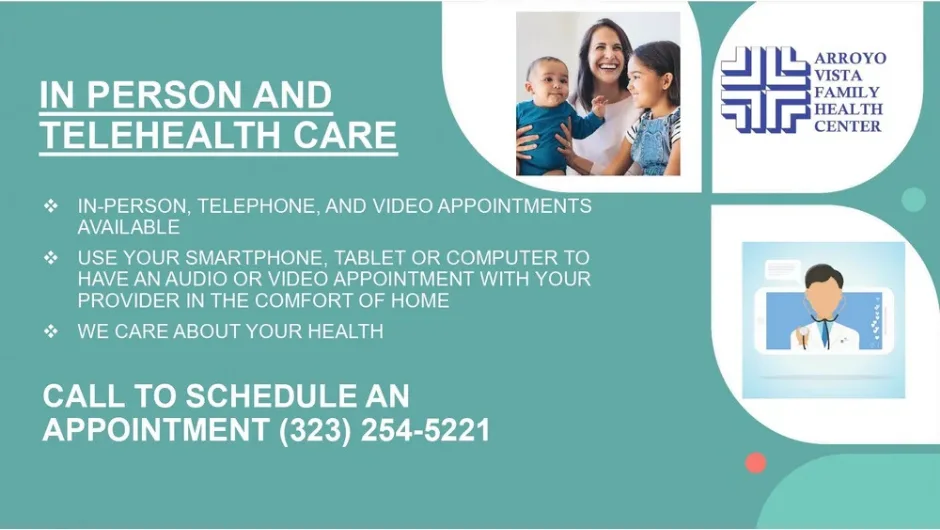 IN PERSON AND
TELEHEALTH CARE
ARROYO
VISTA
FAMILY
HEALTH
CENTER
❖ IN-PERSON, TELEPHONE, AND VIDEO APPOINTMENTS
AVAILABLE
❖ USE YOUR SMARTPHONE, TABLET OR COMPUTER TO
HAVE AN AUDIO OR VIDEO APPOINTMENT WITH YOUR
PROVIDER IN THE COMFORT OF HOME
❖ WE CARE ABOUT YOUR HEALTH
CALL TO SCHEDULE AN
APPOINTMENT (323) 254-5221